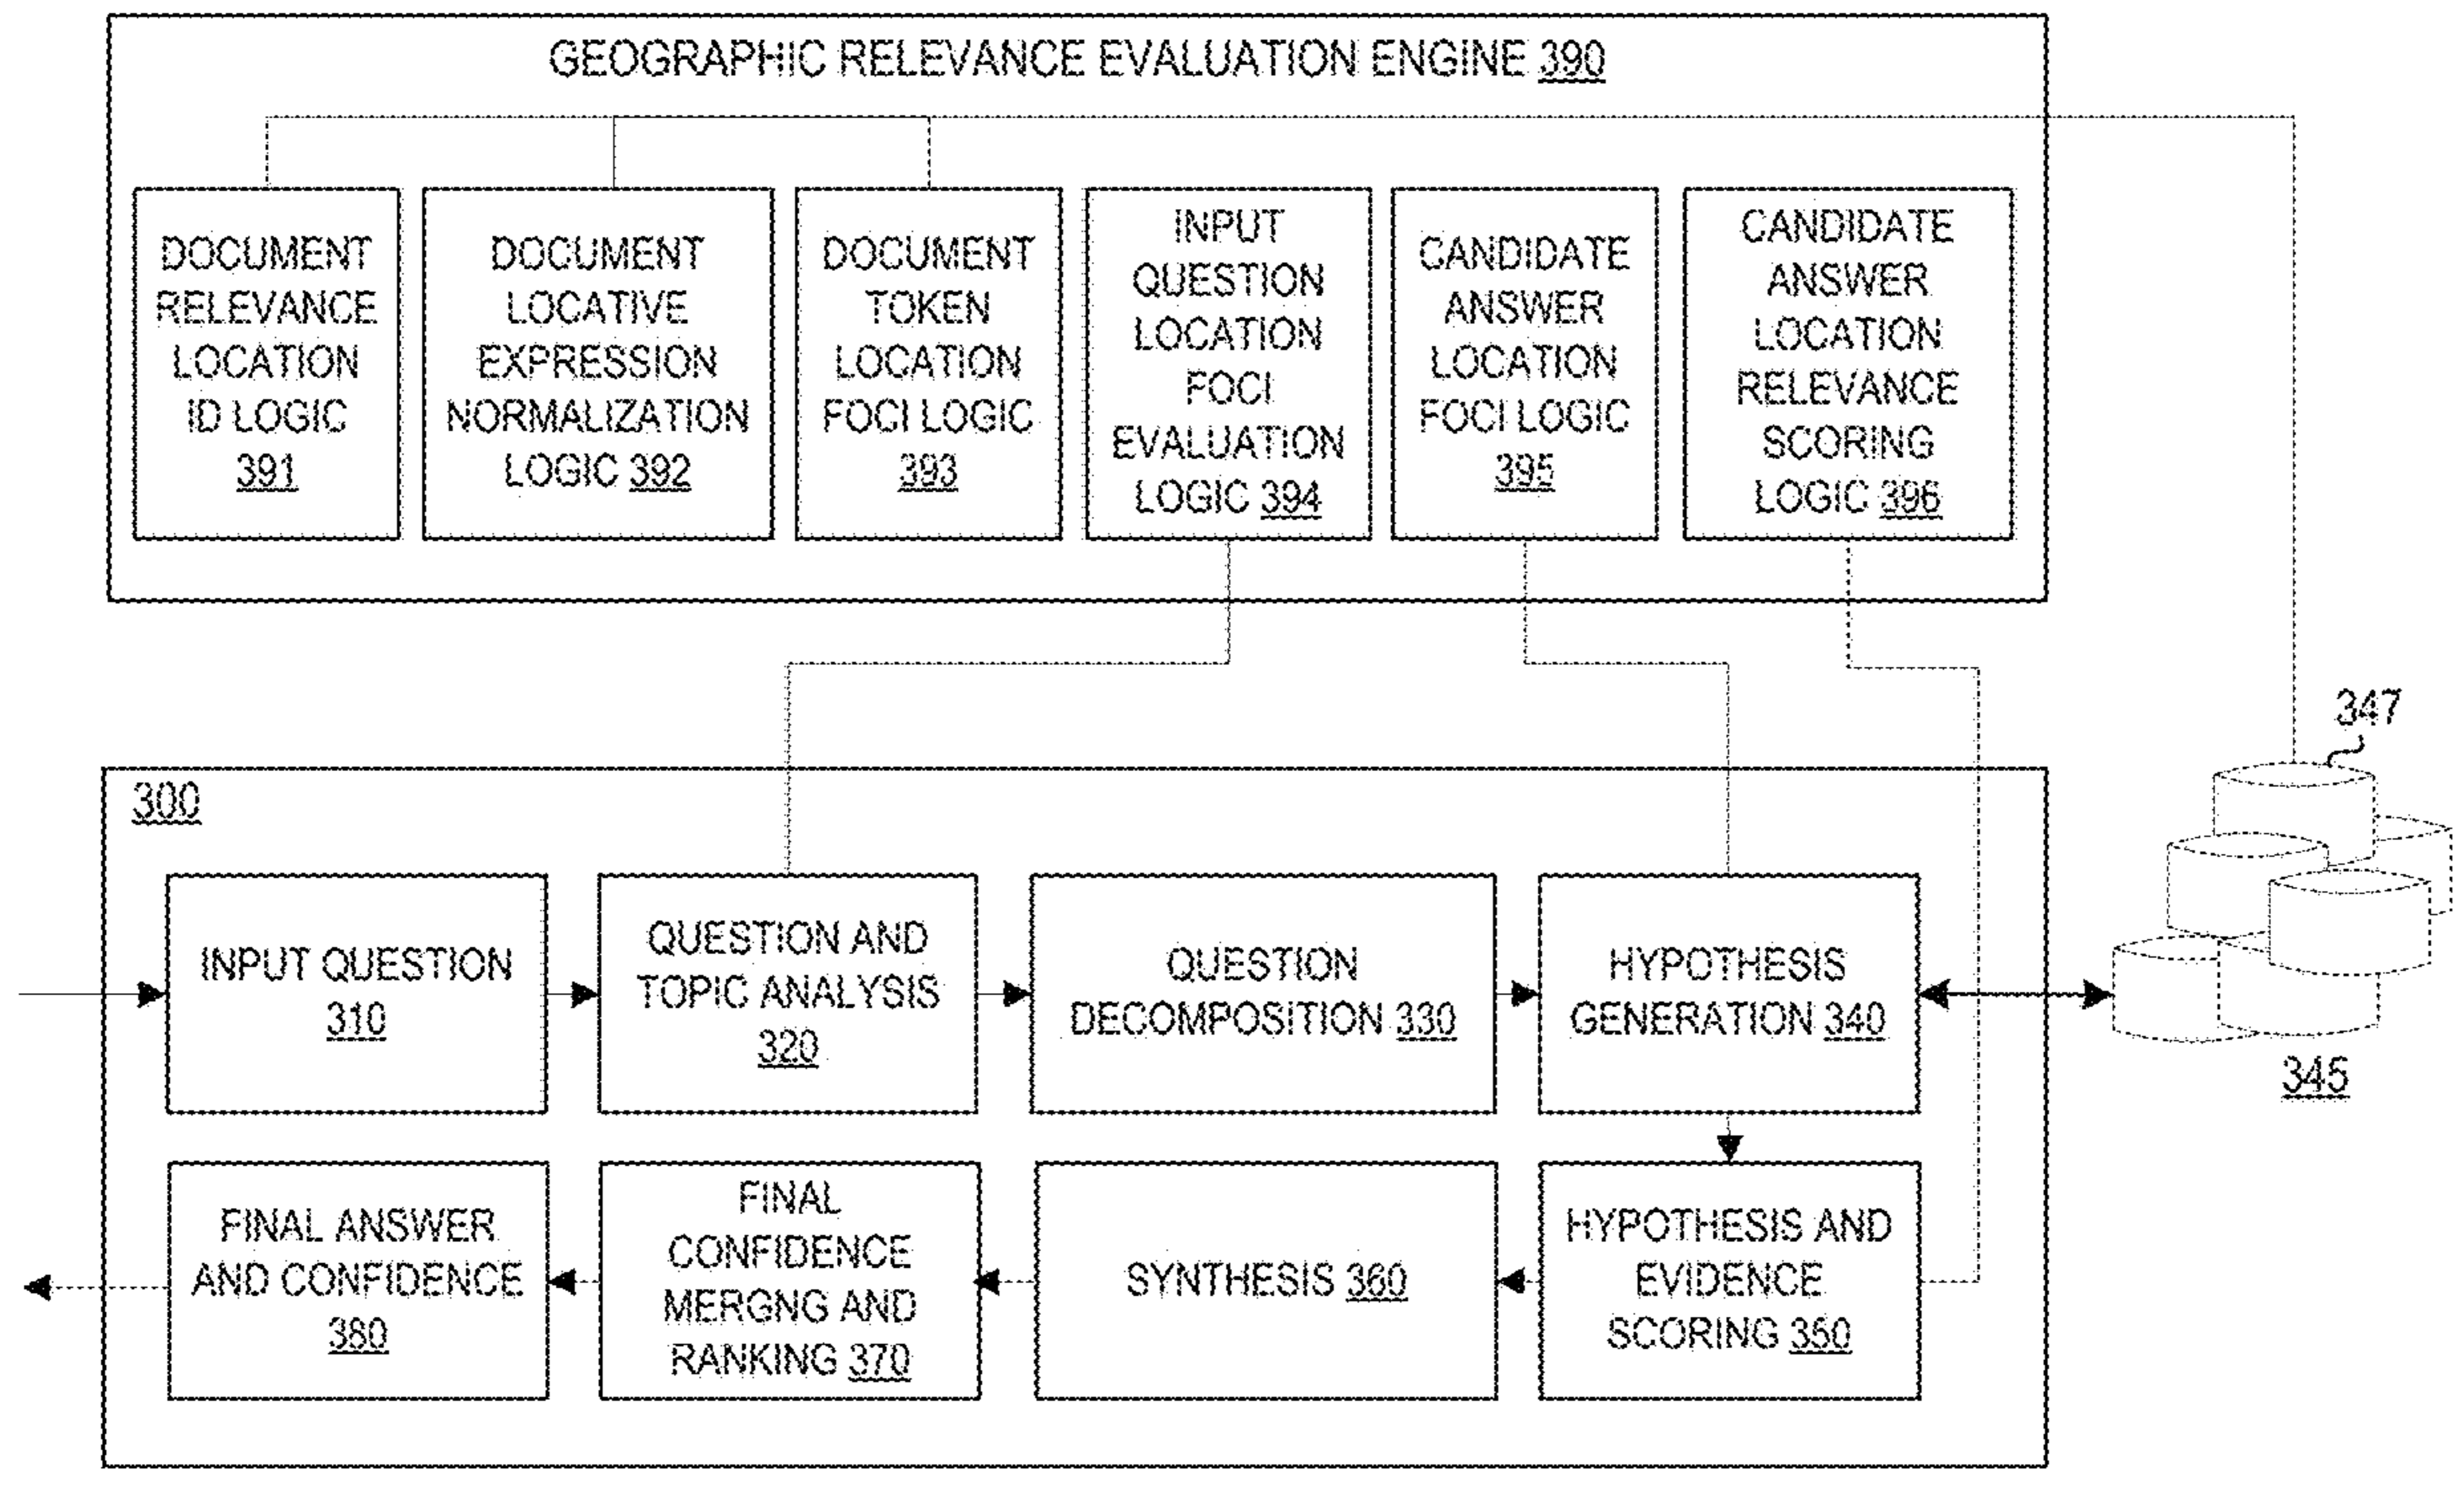 GEOGRAPHIC RELEVANCE EVALUATION ENGINE 390
DOCUMENT
RELEVANCE
LOCATION
ID LOGIC
391
DOCUMENT
LOCATIVE
EXPRESSION
NORMALIZATION
LOGIC 392
DOCUMENT
TOKEN
LOCATION
FOCI LOGIC
393
INPUT
QUESTION
LOCATION
FOCI
EVALUATION
LOGIC 394
CANDIDATE
ANSWER
LOCATION
FOCI LOGIC
395
CANDIDATE
ANSWER
LOCATION
RELEVANCE
SCORING
LOGIC 396
347
300
INPUT QUESTION
310
QUESTION AND
TOPIC ANALYSIS
320
QUESTION
DECOMPOSITION 330
HYPOTHESIS
GENERATION 340
345
FINAL ANSWER
AND CONFIDENCE
380
FINAL
CONFIDENCE
MERGNG AND
RANKING 370
SYNTHESIS 360
HYPOTHESIS AND
EVIDENCE
SCORING 350